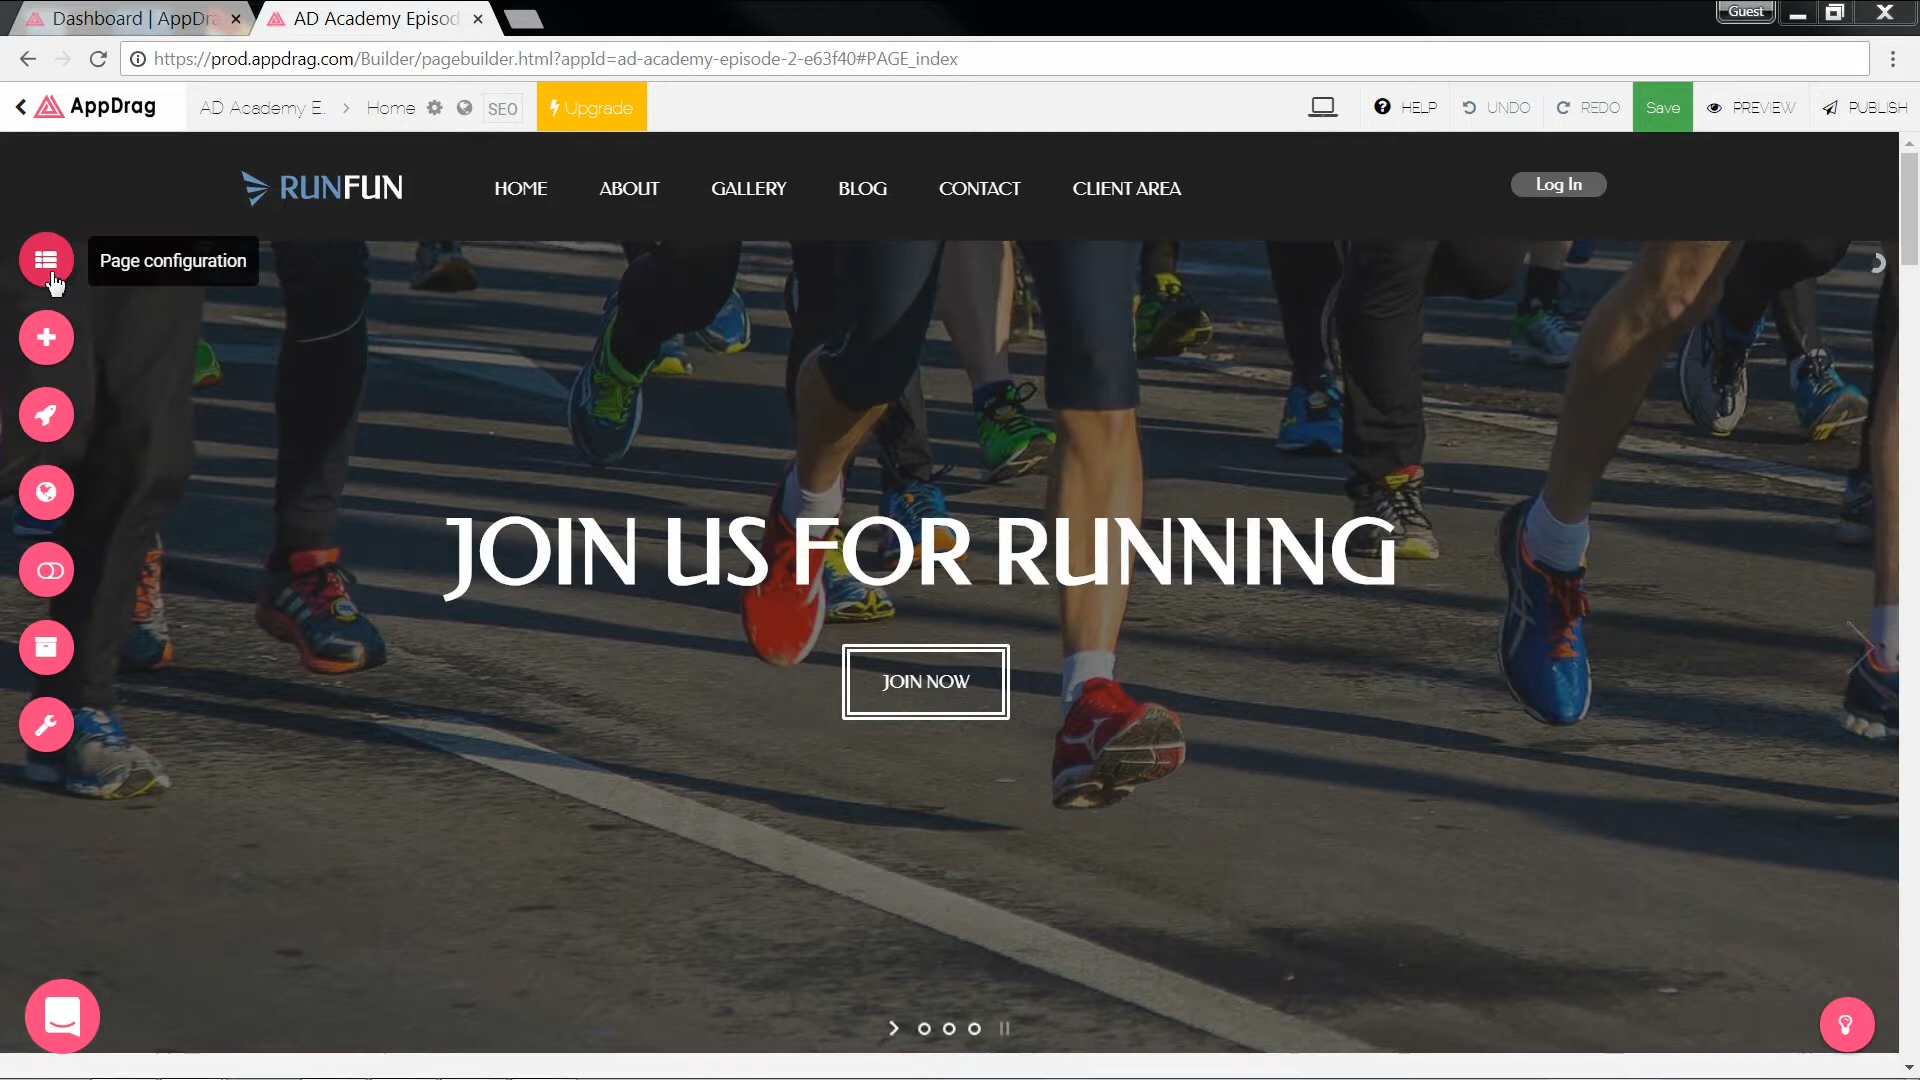 Dashboard | AppDra
AD Academy Episod
Guest
https://prod.appdrag.com/Builder/pagebuilder.html?appId=ad-academy-episode-2-e63f40#PAGE_index
AppDrag
AD Academy E..
Home
SEO
Upgrade
HELP
UNDO
REDO
Save
PREVIEW
PUBLISH
RUNFUN
HOME
ABOUT
GALLERY
BLOG
CONTACT
CLIENT AREA
Log In
Page configuration
JOIN US FOR RUNNING
JOIN NOW